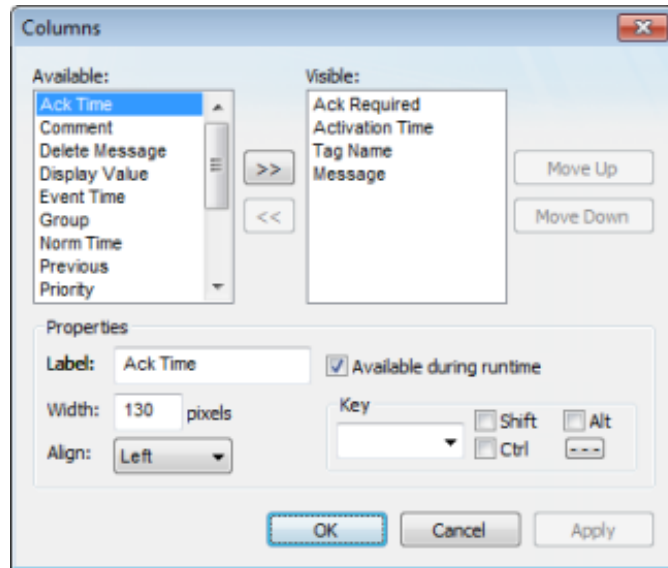 Columns
Available:
Visible:
Ack Time
Comment
Delete Message
Display Value
Event Time
Group
Norm Time
Previous
Priority
>>
<<
Ack Required
Activation Time
Tag Name
Message
Move Up
Move Down
Properties
Label: Ack Time
Available during runtime
Width: 130 pixels
Align: Left
Key
Shift
Alt
Ctrl
---
OK
Cancel
Apply